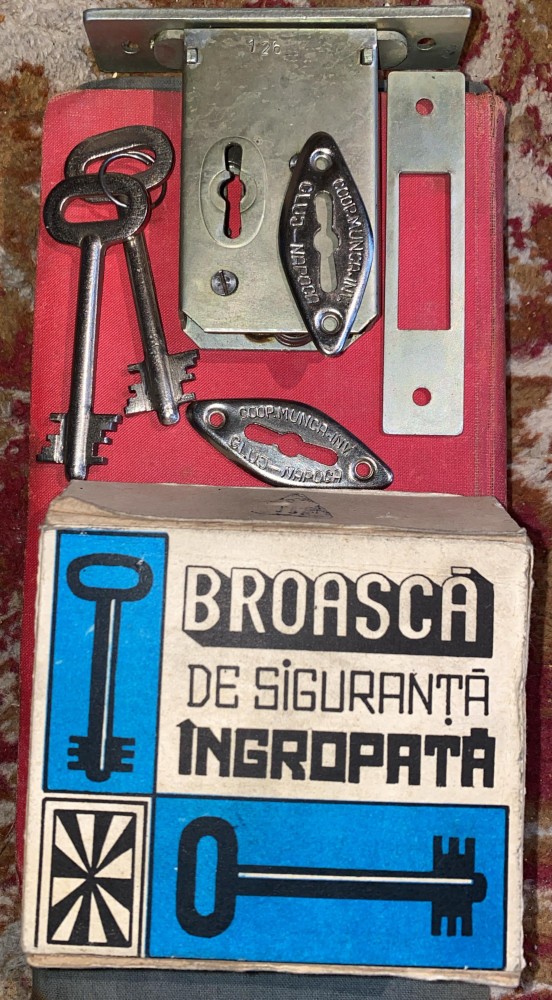 126
COOP.MUNCA-INV.
CLUJ-NAPOCA
COOP.MUNCA-INV
CLUJ-NAPOCA
BROASCĂ
DE SiGURANȚĂ
ÎNGROPATĂ